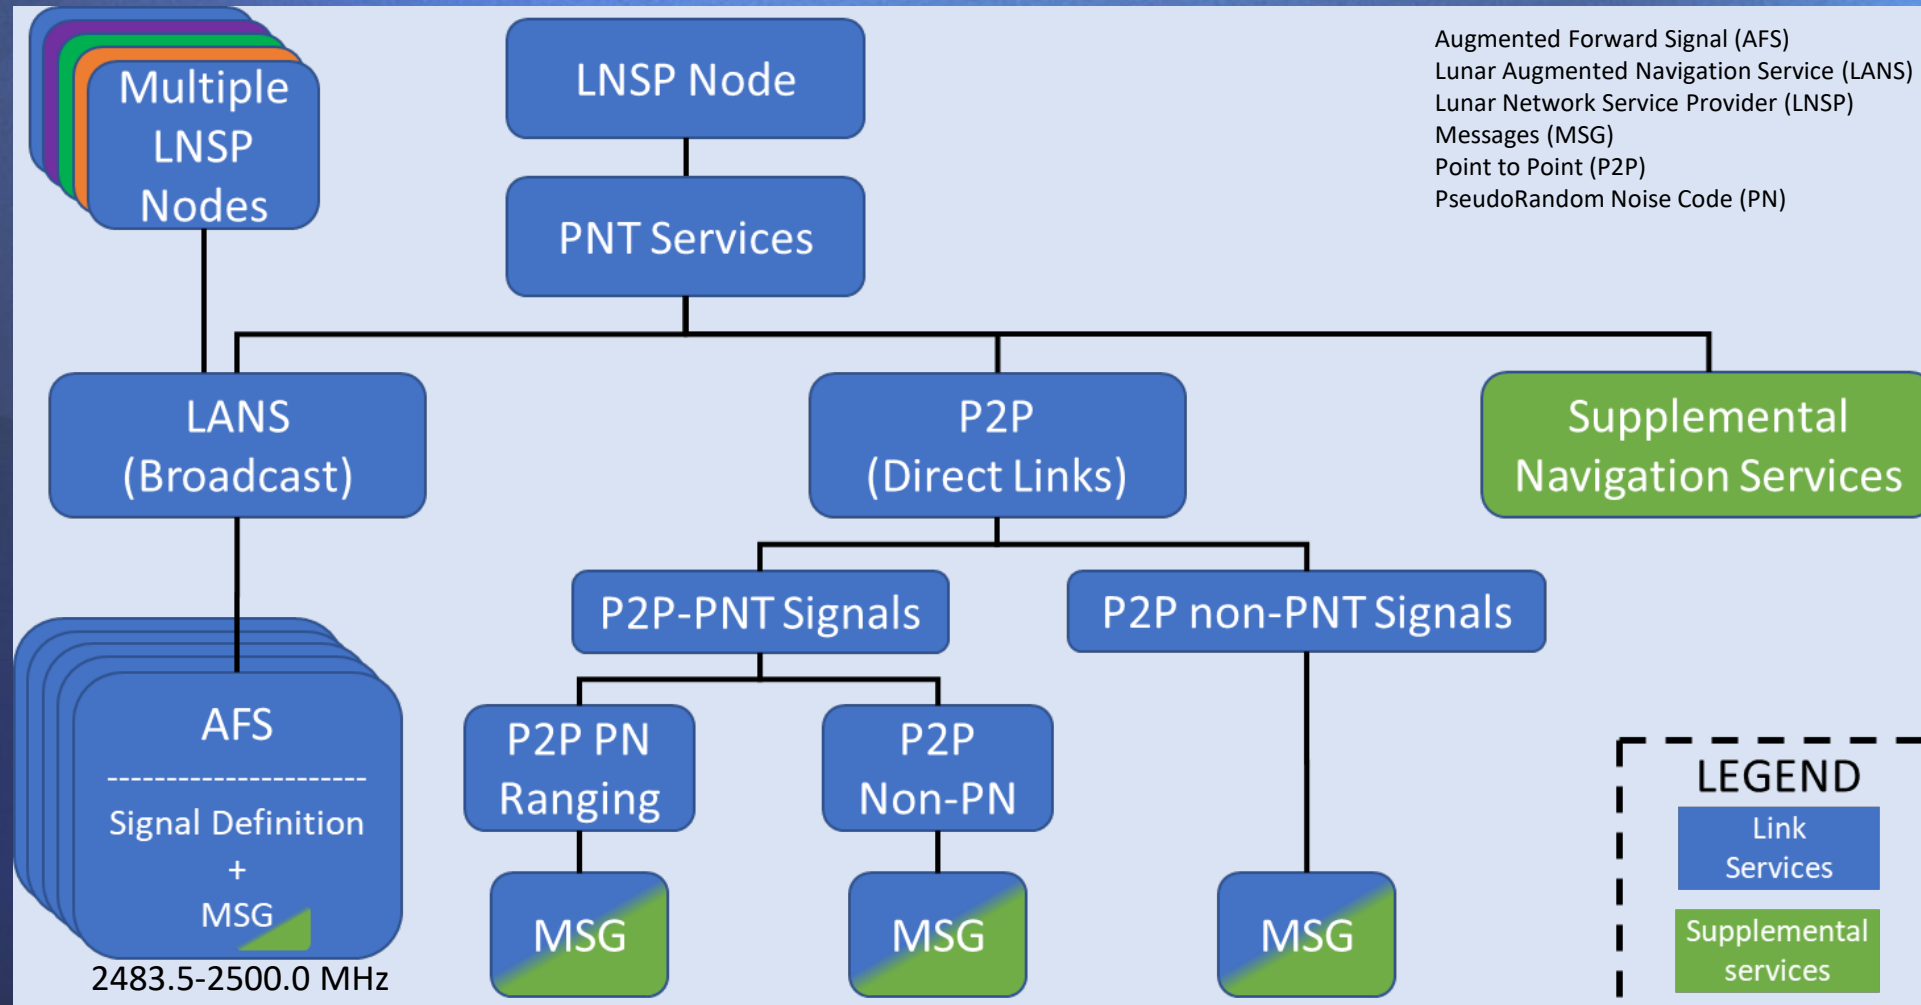 Multiple
LNSP
Nodes
LNSP Node
PNT Services
Augmented Forward Signal (AFS)
Lunar Augmented Navigation Service (LANS)
Lunar Network Service Provider (LNSP)
Messages (MSG)
Point to Point (P2P)
PseudoRandom Noise Code (PN)
LANS
(Broadcast)
P2P
(Direct Links)
Supplemental
Navigation Services
P2P-PNT Signals
P2P non-PNT Signals
AFS
----------------------
Signal Definition
+
MSG
2483.5-2500.0 MHz
P2P PN
Ranging
P2P
Non-PN
MSG
MSG
MSG
LEGEND
Link
Services
Supplemental
services